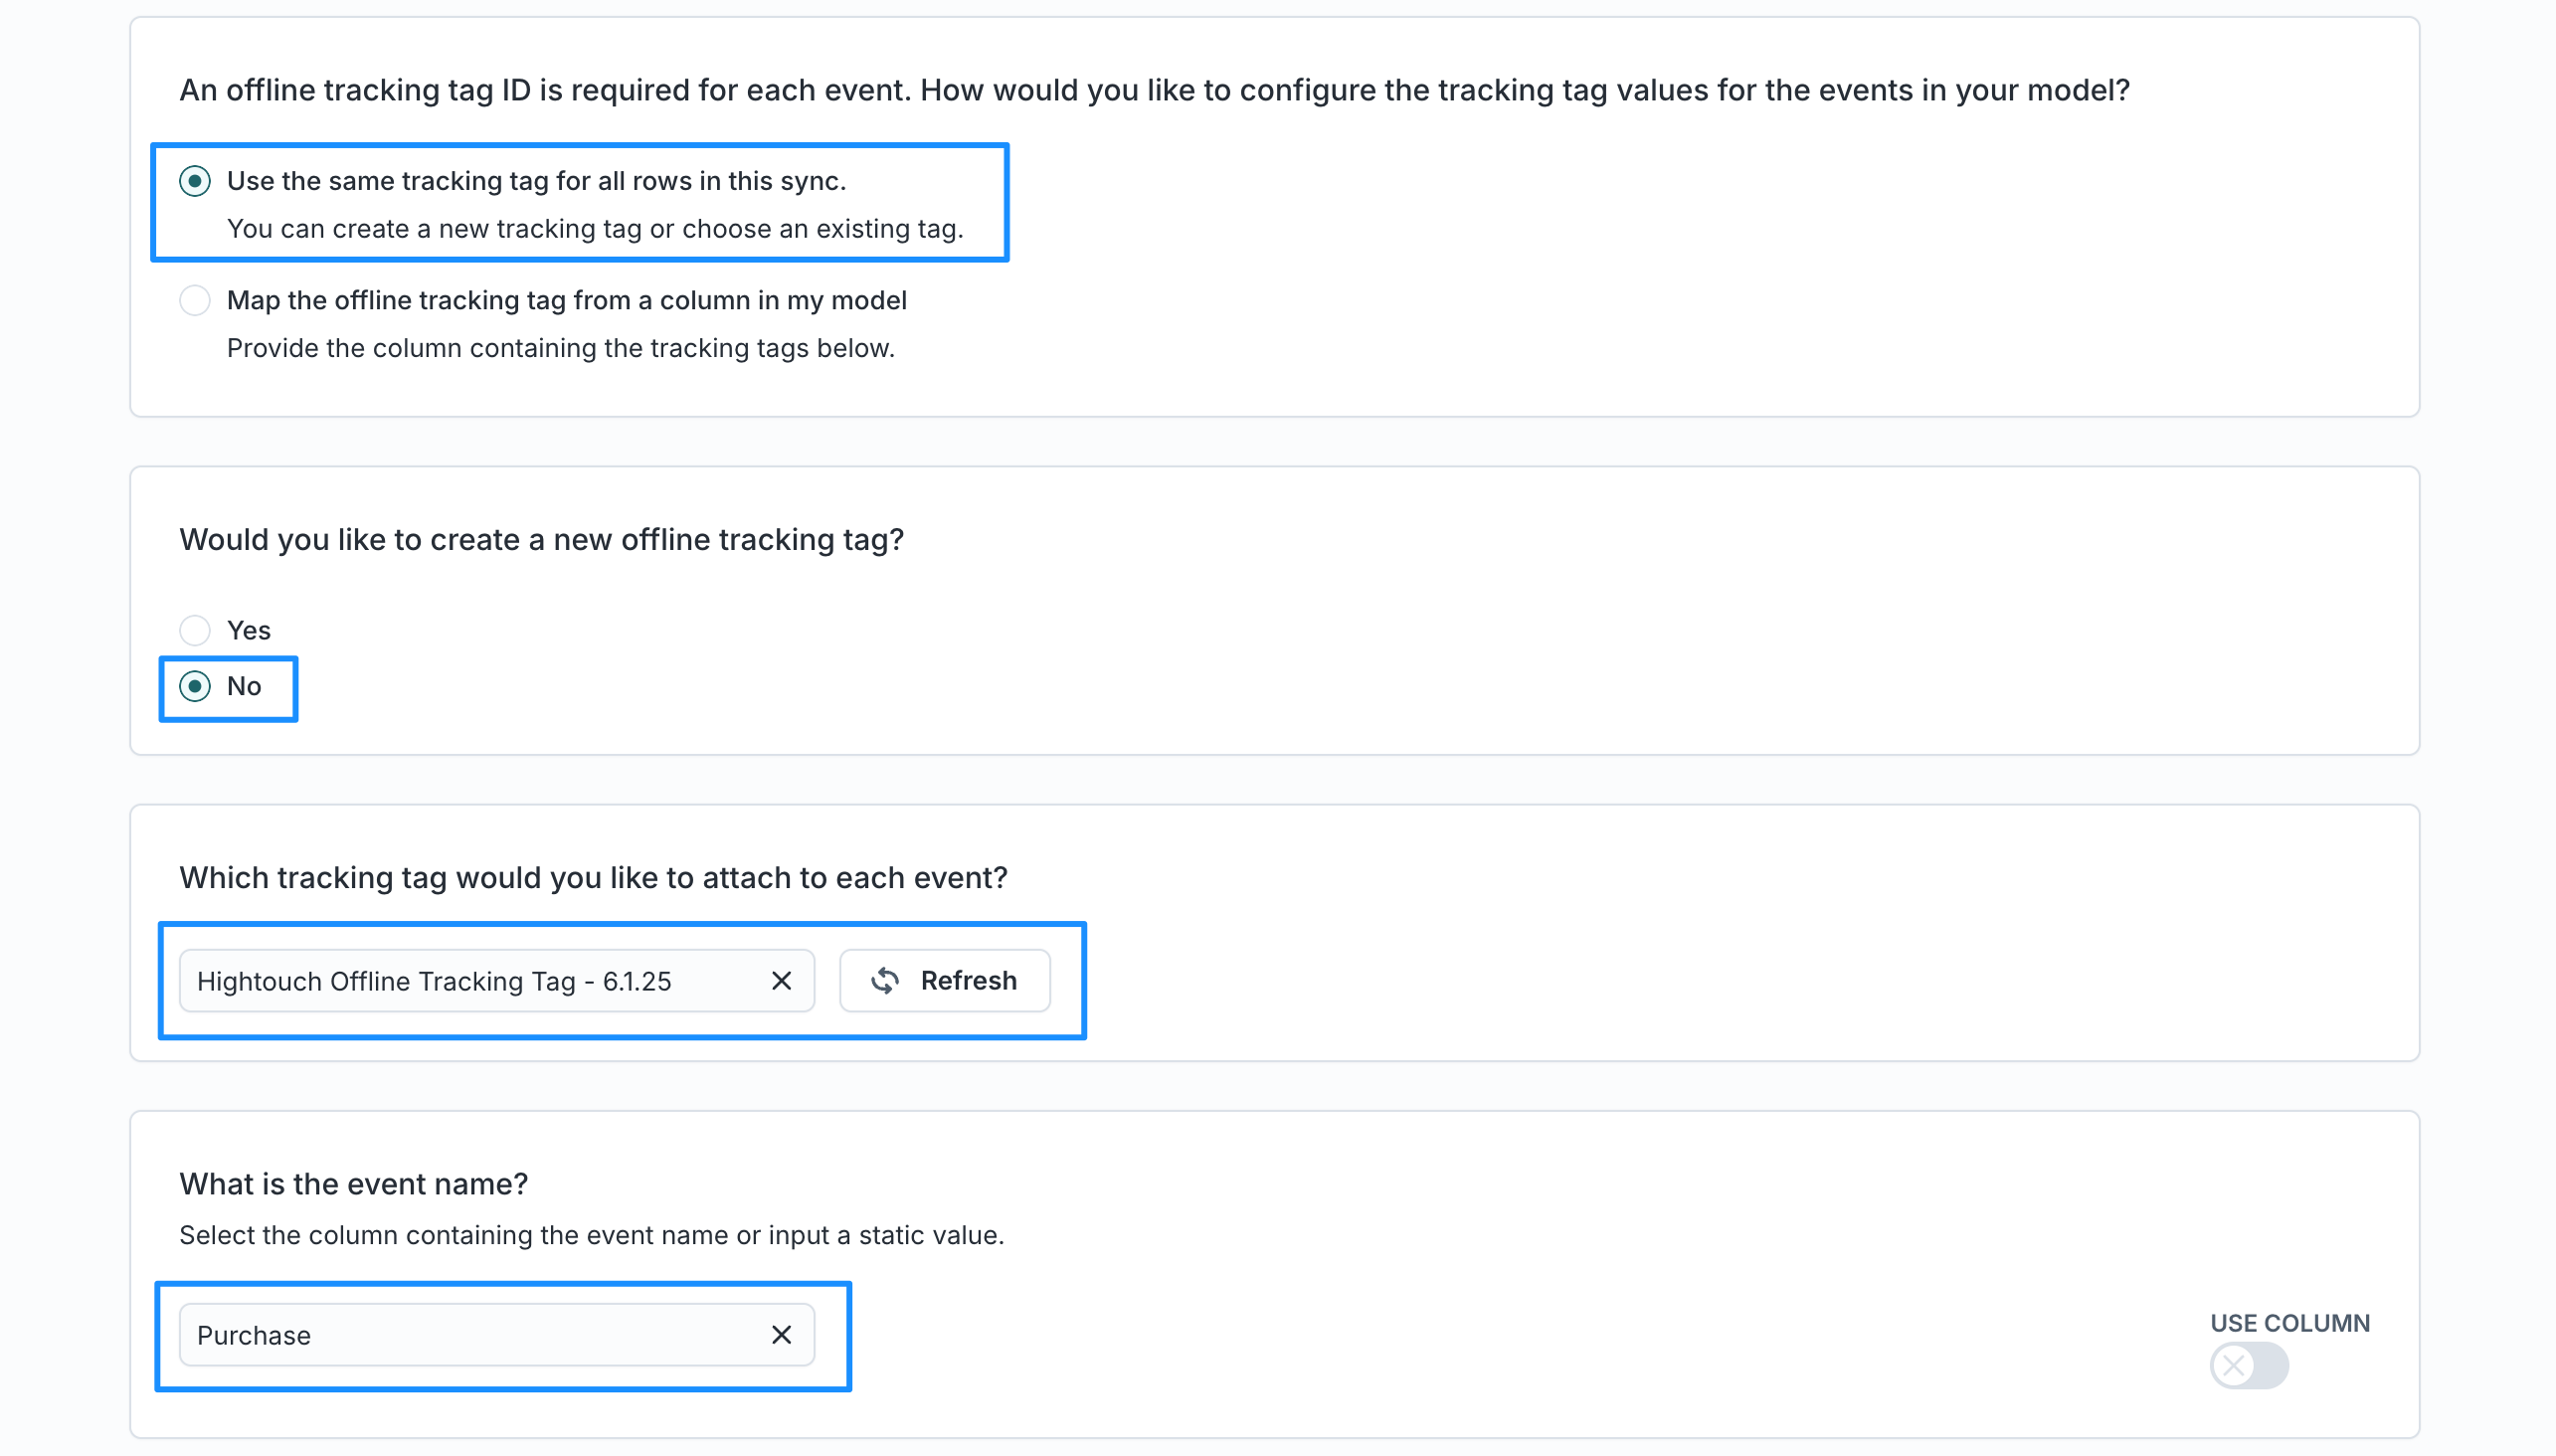 An offline tracking tag ID is required for each event. How would you like to configure the tracking tag values for the events in your model?
Use the same tracking tag for all rows in this sync.
You can create a new tracking tag or choose an existing tag.
Map the offline tracking tag from a column in my model
Provide the column containing the tracking tags below.
Would you like to create a new offline tracking tag?
Yes
No
Which tracking tag would you like to attach to each event?
Hightouch Offline Tracking Tag - 6.1.25
Refresh
What is the event name?
Select the column containing the event name or input a static value.
Purchase
USE COLUMN